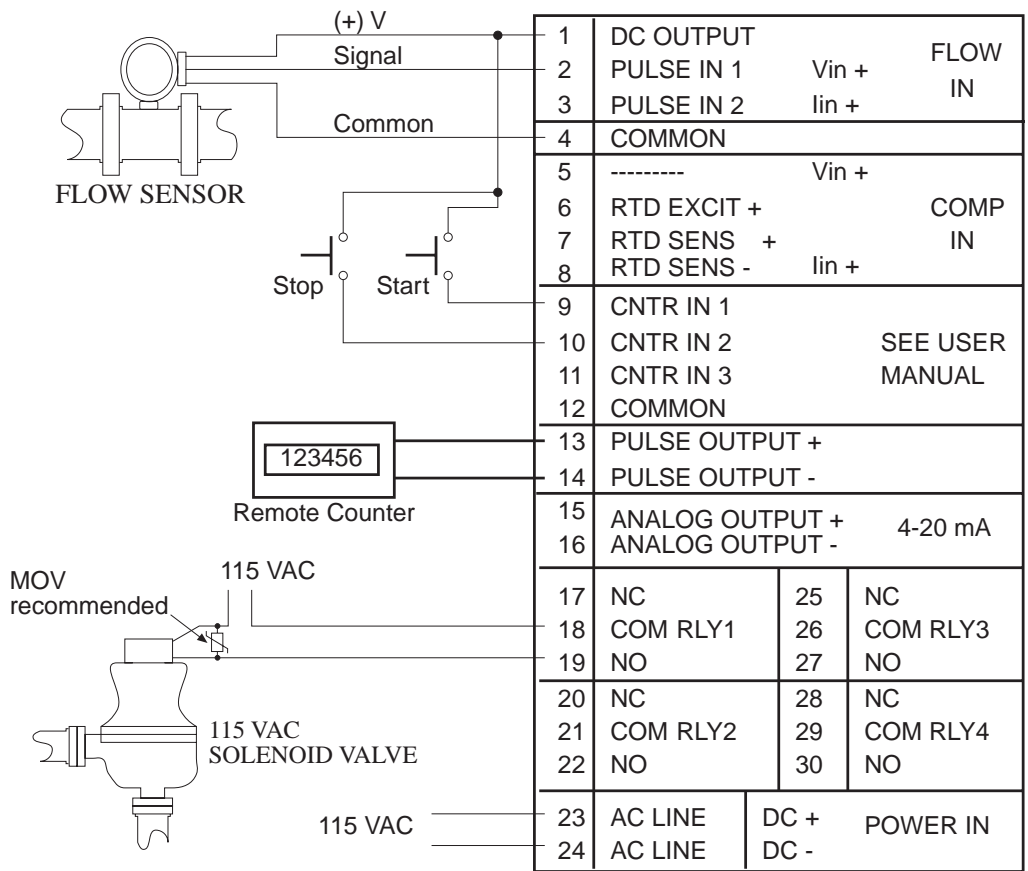 (+) V
Signal
Common
FLOW SENSOR
Stop
Start
123456
Remote Counter
MOV
recommended
115 VAC
115 VAC
SOLENOID VALVE
115 VAC
1 DC OUTPUT
2 PULSE IN 1 Vin +
3 PULSE IN 2 Iin +
FLOW
IN
4 COMMON
5 --------- Vin +
6 RTD EXCIT +
7 RTD SENS +
8 RTD SENS - Iin +
COMP
IN
9 CNTR IN 1
10 CNTR IN 2
11 CNTR IN 3
12 COMMON
SEE USER
MANUAL
13 PULSE OUTPUT +
14 PULSE OUTPUT -
15 ANALOG OUTPUT +
16 ANALOG OUTPUT -
4-20 mA
17 NC 25 NC
18 COM RLY1 26 COM RLY3
19 NO 27 NO
20 NC 28 NC
21 COM RLY2 29 COM RLY4
22 NO 30 NO
23 AC LINE DC +
24 AC LINE DC -
POWER IN